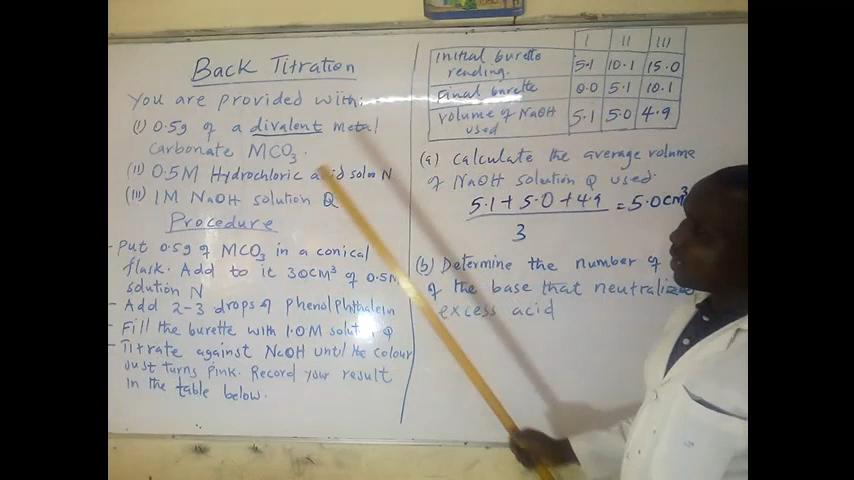 Back Titration
You are provided with:
(i) 0.5g of a divalent metal
carbonate MCO3.
(ii) 0.5M Hydrochloric acid soln N
(iii) 1M NaOH solution Q
Procedure
- Put 0.5g of MCO3 in a conical
flask. Add to it 30cm³ of 0.5M
solution N
- Add 2-3 drops of phenolphthalein
- Fill the burette with 1.0M solution Q
- Titrate against NaOH until the colour
just turns pink. Record your result
in the table below.
I II III
Initial burette reading. 5.1 10.1 15.0
Final burette 0.0 5.1 10.1
volume of NaOH used 5.1 5.0 4.9
(a) Calculate the average volume
of NaOH solution Q used.
5.1 + 5.0 + 4.9 = 5.0cm³
3
(b) Determine the number of
of the base that neutralized
excess acid